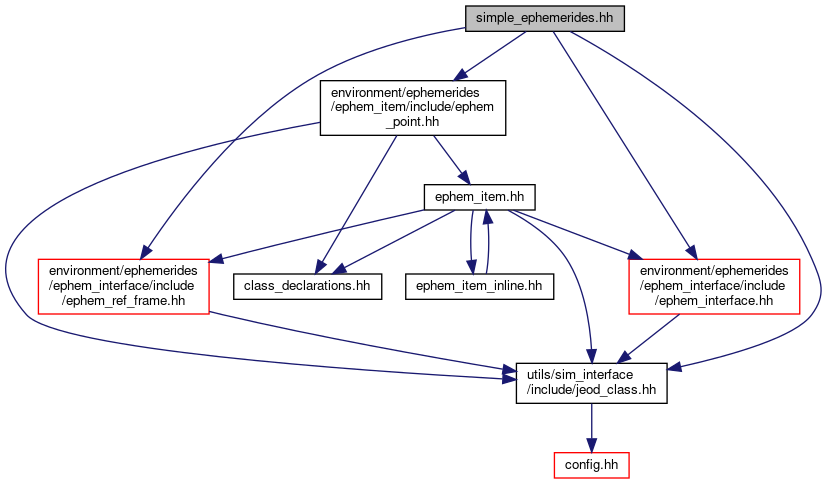 simple_ephemerides.hh
environment/ephemerides
/ephem_item/include/ephem
_point.hh
ephem_item.hh
environment/ephemerides
/ephem_interface/include
/ephem_ref_frame.hh
class_declarations.hh
ephem_item_inline.hh
environment/ephemerides
/ephem_interface/include
/ephem_interface.hh
utils/sim_interface
/include/jeod_class.hh
config.hh